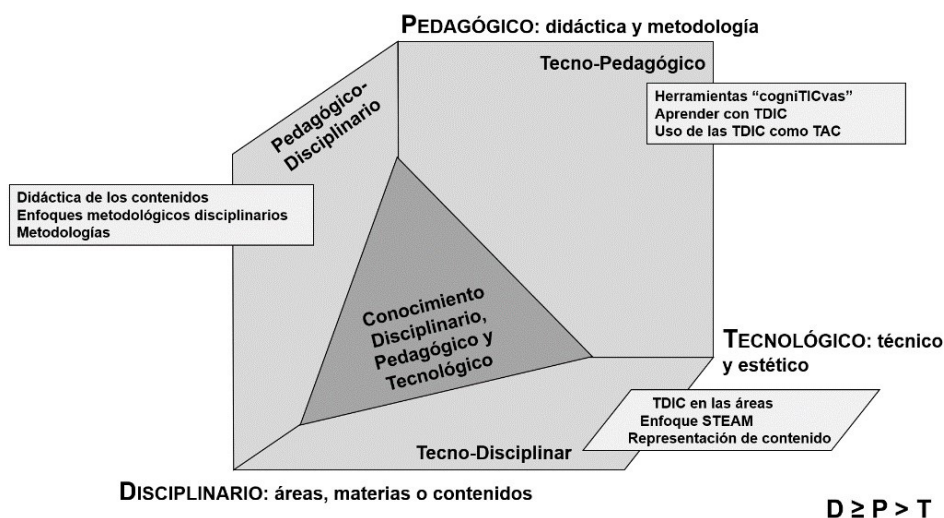 PEDAGÓGICO: didáctica y metodología
Tecno-Pedagógico
Herramientas “cogniTICvas”
Aprender con TDIC
Uso de las TDIC como TAC
Pedagógico-
Disciplinario
Didáctica de los contenidos
Enfoques metodológicos disciplinarios
Metodologías
Conocimiento
Disciplinario,
Pedagógico y
Tecnológico
TECNOLÓGICO: técnico
y estético
TDIC en las áreas
Enfoque STEAM
Representación de contenido
Tecno-Disciplinar
DISCIPLINARIO: áreas, materias o contenidos
D ≥ P > T